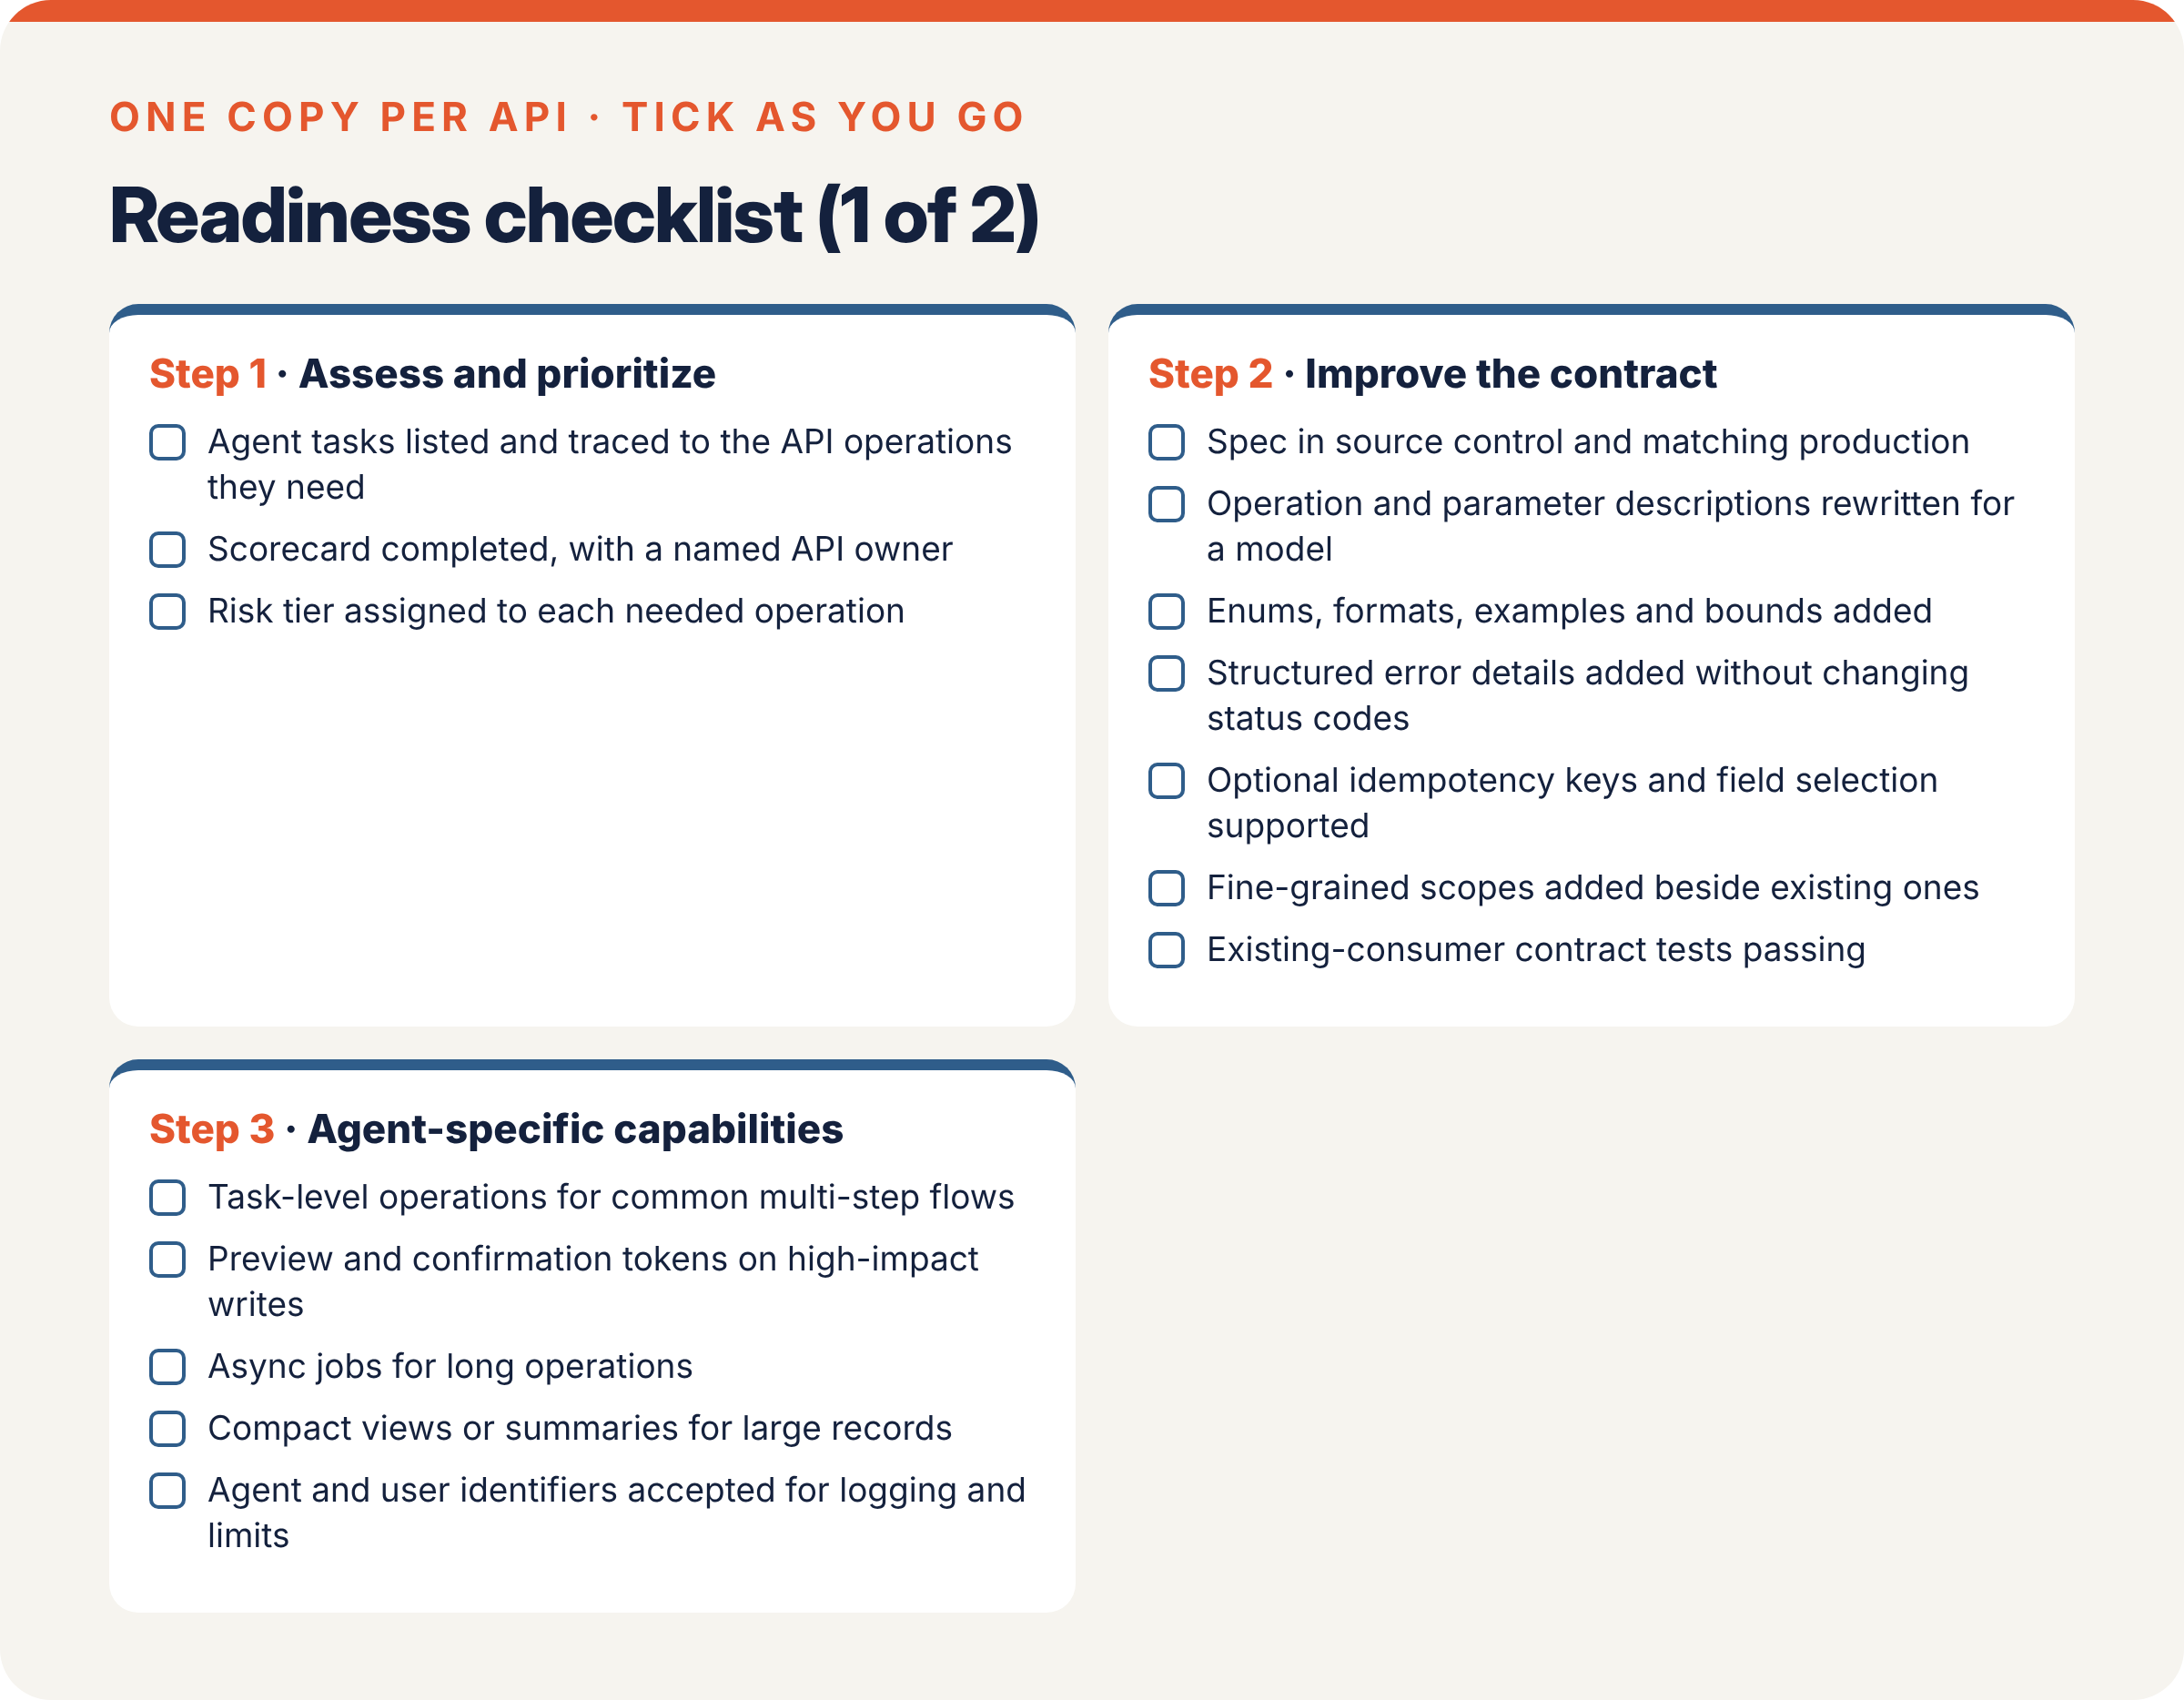 ONE COPY PER API · TICK AS YOU GO
Readiness checklist (1 of 2)
Step 1 · Assess and prioritize
Agent tasks listed and traced to the API operations
they need
Scorecard completed, with a named API owner
Risk tier assigned to each needed operation
Step 2 · Improve the contract
Spec in source control and matching production
Operation and parameter descriptions rewritten for
a model
Enums, formats, examples and bounds added
Structured error details added without changing
status codes
Optional idempotency keys and field selection
supported
Fine-grained scopes added beside existing ones
Existing-consumer contract tests passing
Step 3 · Agent-specific capabilities
Task-level operations for common multi-step flows
Preview and confirmation tokens on high-impact
writes
Async jobs for long operations
Compact views or summaries for large records
Agent and user identifiers accepted for logging and
limits